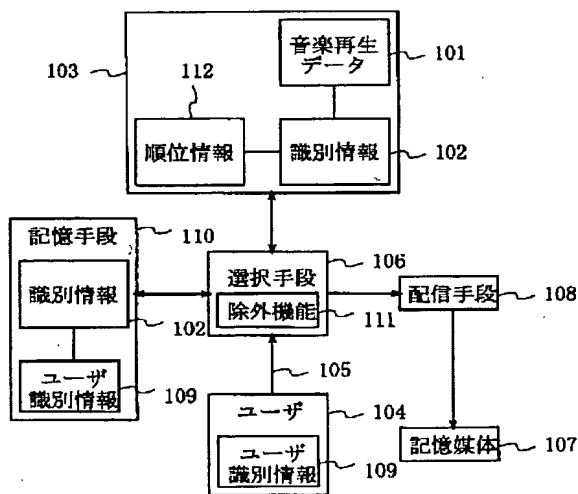 音楽再生
データ
101
103
112
順位情報
識別情報
102
記憶手段
110
識別情報
102
ユーザ
識別情報
109
選択手段
106
除外機能
111
配信手段
108
105
ユーザ
104
ユーザ
識別情報
109
記憶媒体
107